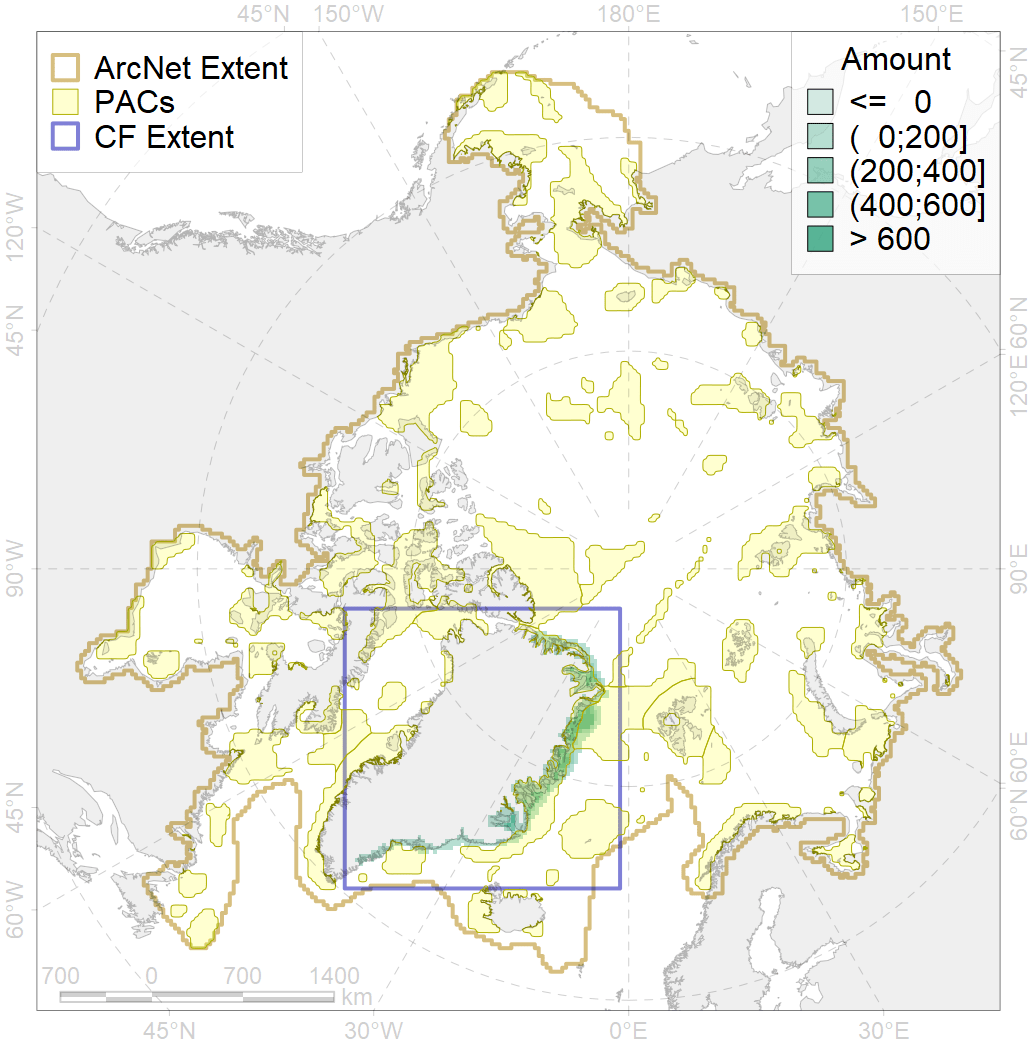 45°N 150°W 180°E 150°E
ArcNet Extent
PACs
CF Extent
Amount
<= 0
( 0;200]
(200;400]
(400;600]
> 600
45°N
120°W
45°N
90°W
45°N
60°W
60°N
120°E
90°E
60°E
60°N
700 0 700 1400
km
45°N 30°W 0°E 30°E